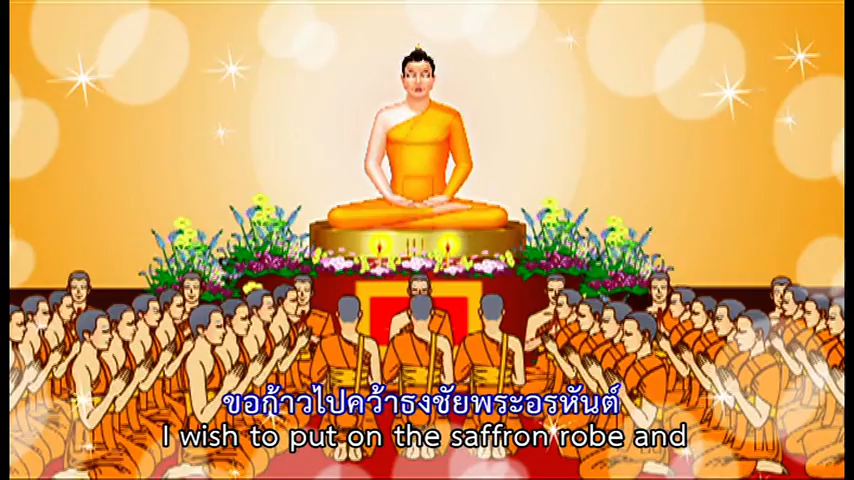 ขอก้าวไปคว้าธงชัยพระอรหันต์
I wish to put on the saffron robe and